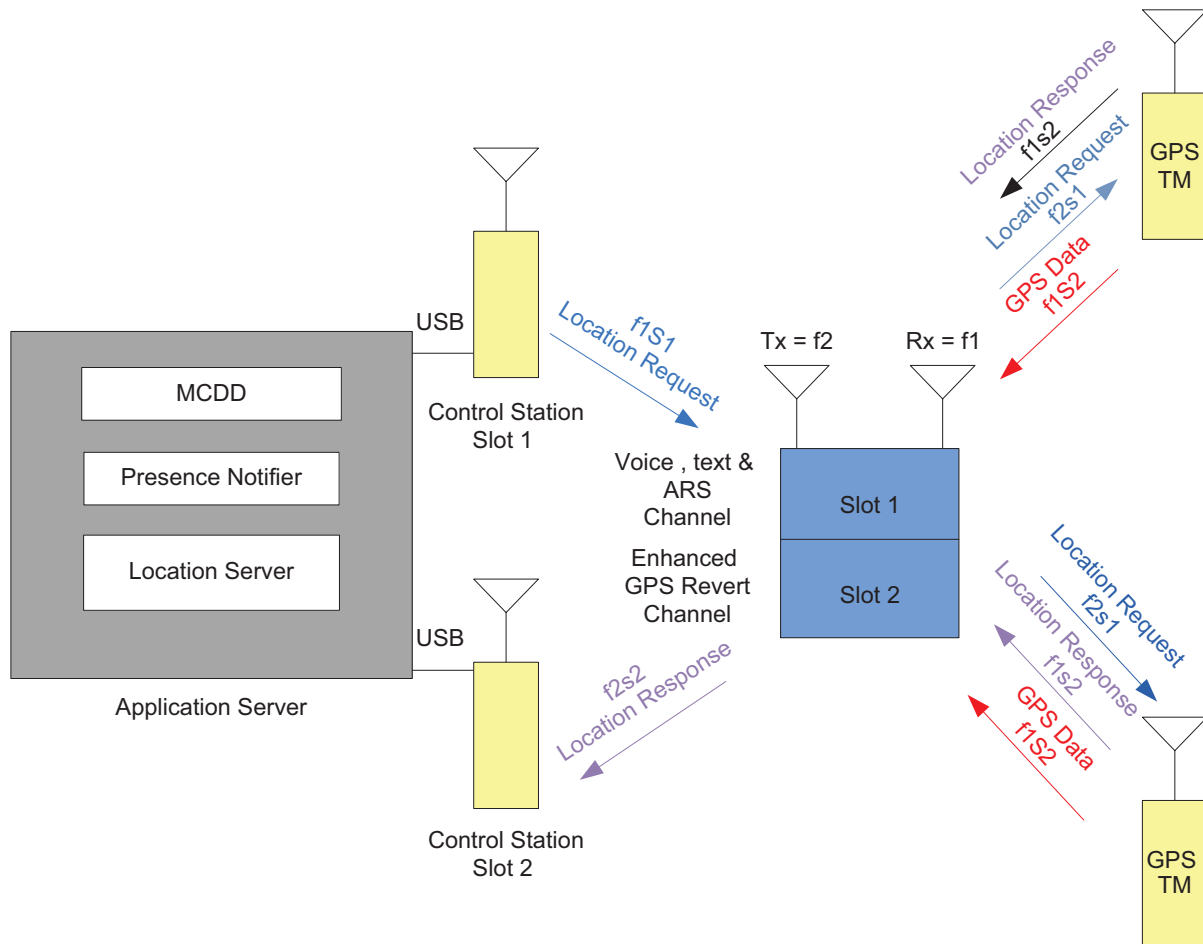 Location Response
f1s2
Location Request
f2s1
GPS Data
f1S2
GPS
TM
USB
f1S1
Location Request
Tx = f2
Rx = f1
MCDD
Presence Notifier
Location Server
Control Station
Slot 1
Voice , text &
ARS
Channel
Slot 1
Enhanced
GPS Revert
Channel
Slot 2
USB
Application Server
f2s2
Location Response
Location Request
f2s1
Location Response
f1s2
GPS Data
f1S2
Control Station
Slot 2
GPS
TM